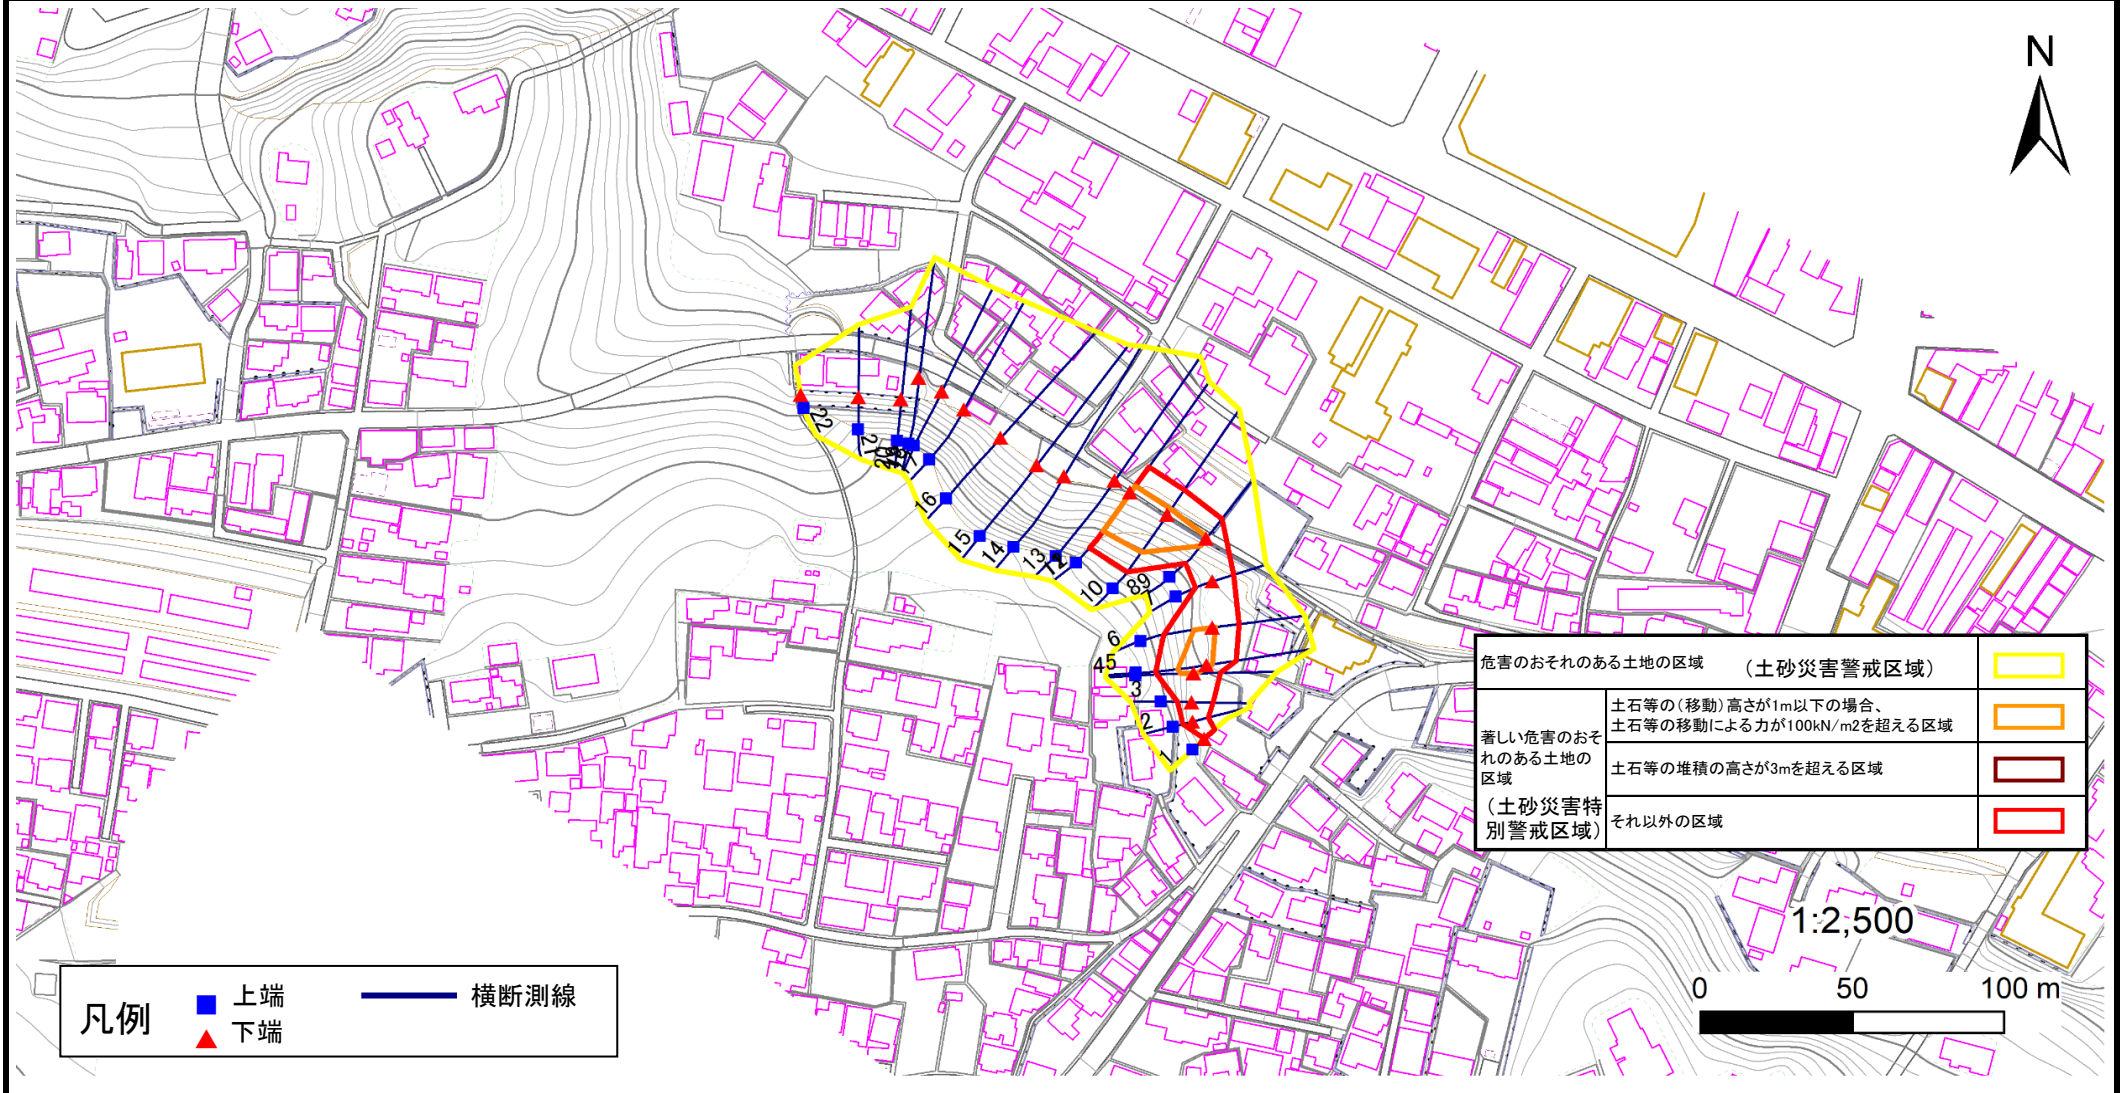 N
22
21
16
15
14
13
12
10
89
6
45
3
2
1
危害のおそれのある土地の区域 (土砂災害警戒区域)
著しい危害のおそ
れのある土地の
区域
(土砂災害特
別警戒区域)
土石等の(移動)高さが1m以下の場合、
土石等の移動による力が100kN/m2を超える区域
土石等の堆積の高さが3mを超える区域
それ以外の区域
1:2,500
0 50 100 m
凡例
上端
下端
横断測線